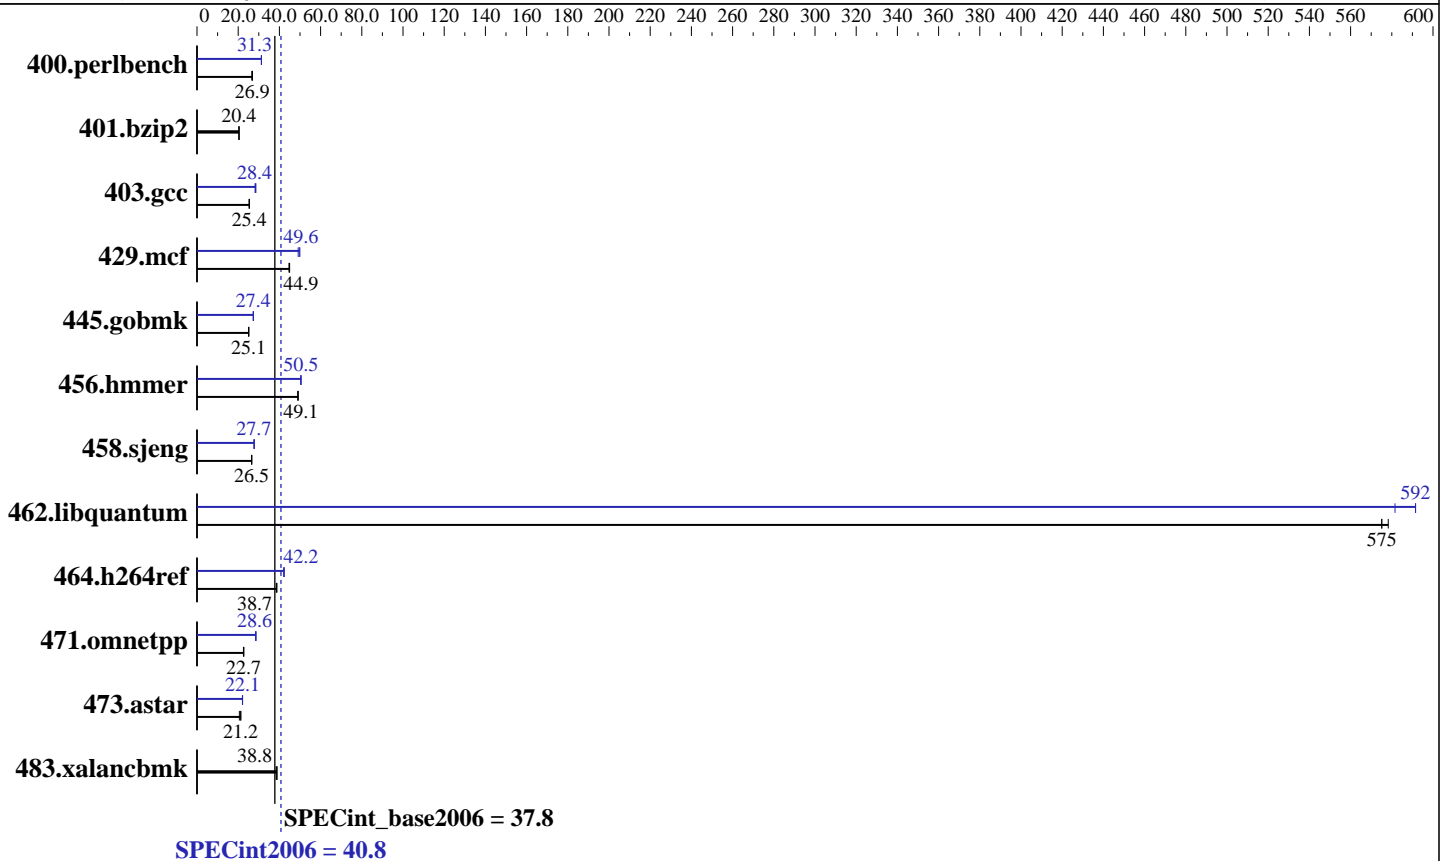 0 20.0 40.0 60.0 80.0 100 120 140 160 180 200 220 240 260 280 300 320 340 360 380 400 420 440 460 480 500 520 540 560 600
31.3
400.perlbench
26.9
20.4
401.bzip2
28.4
403.gcc
25.4
49.6
429.mcf
44.9
27.4
445.gobmk
25.1
50.5
456.hmmer
49.1
27.7
458.sjeng
26.5
592
462.libquantum
575
42.2
464.h264ref
38.7
28.6
471.omnetpp
22.7
22.1
473.astar
21.2
38.8
483.xalancbmk
SPECint_base2006 = 37.8
SPECint2006 = 40.8